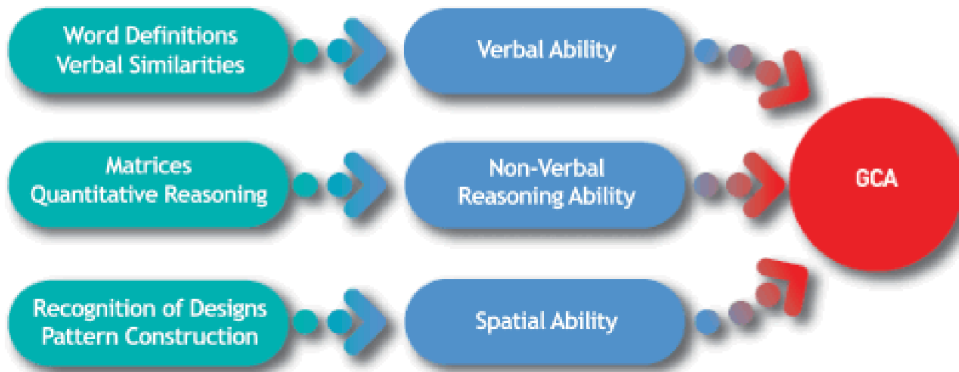 Word Definitions
Verbal Similarities
Verbal Ability
Matrices
Quantitative Reasoning
Non-Verbal
Reasoning Ability
GCA
Recognition of Designs
Pattern Construction
Spatial Ability